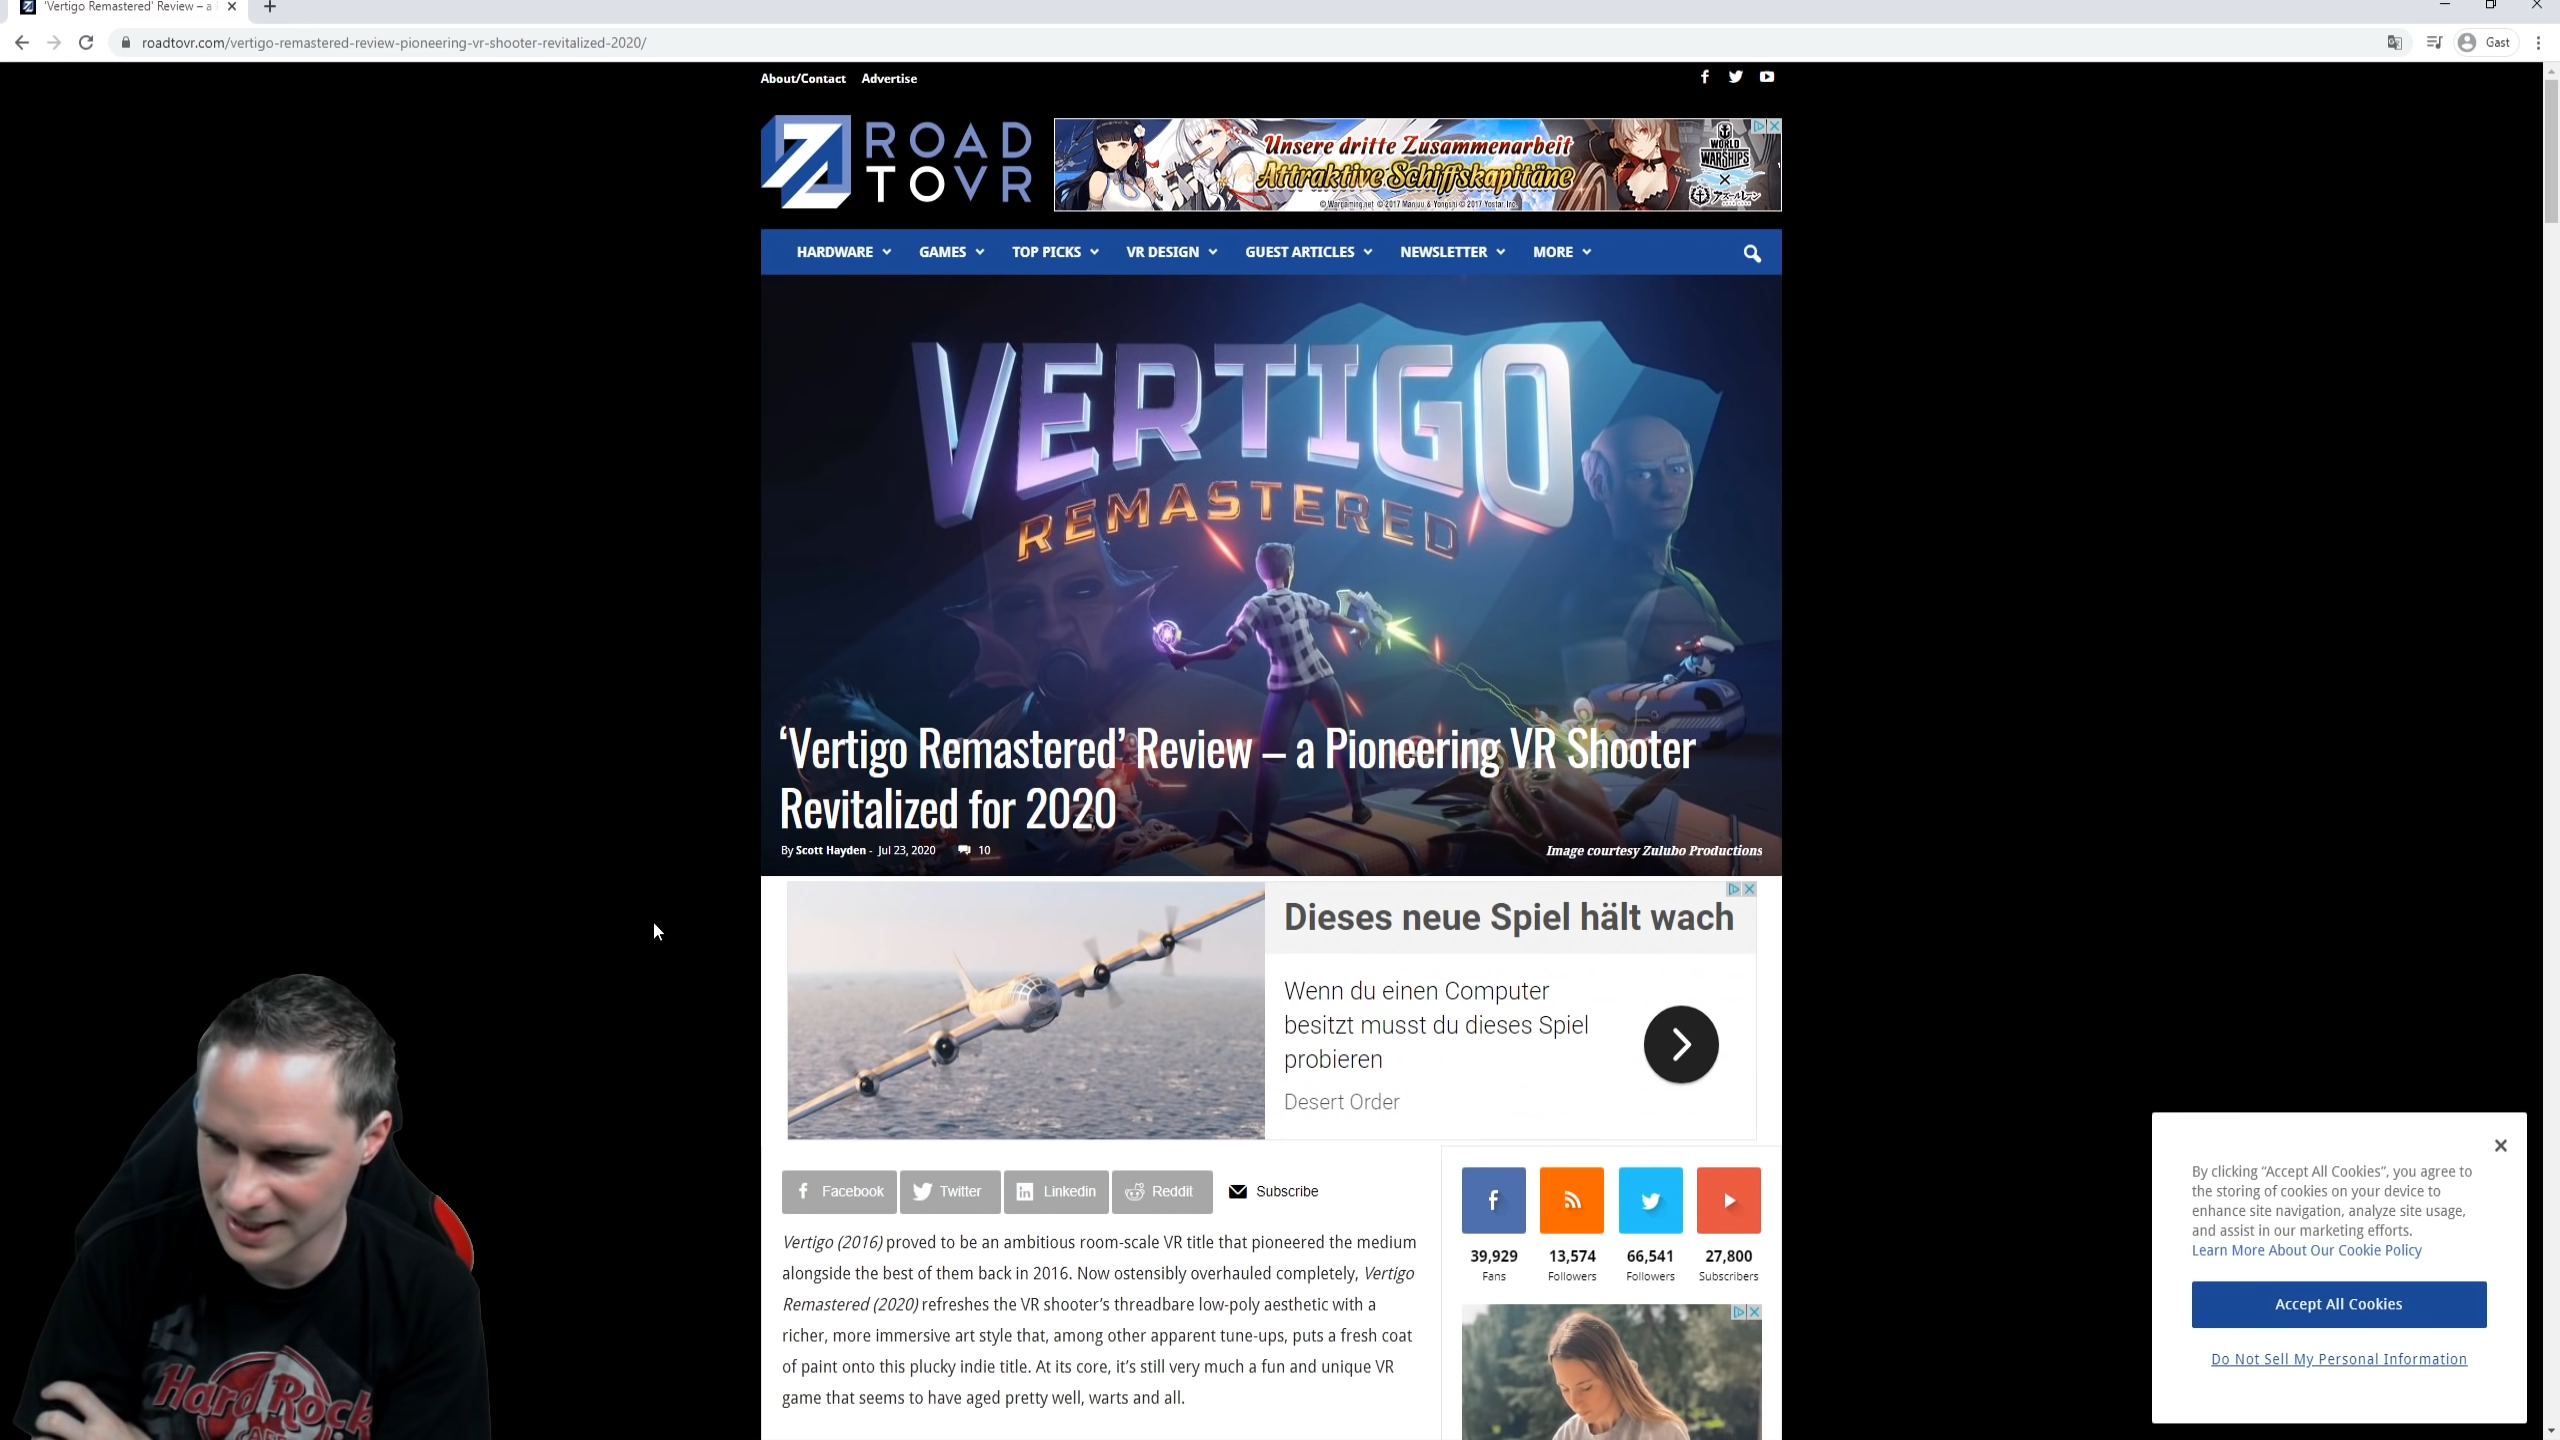 'Vertigo Remastered' Review – a
roadtovr.com/vertigo-remastered-review-pioneering-vr-shooter-revitalized-2020/
Gast
About/Contact Advertise
ROAD
TOVR
Unsere dritte Zusammenarbeit
Attraktive Schiffskapitäne
© Wargaming.net © 2017 Manjuu & Yongshi © 2017 Yostar, Inc.
WORLD
WARSHIPS
アズールレーン
HARDWARE GAMES TOP PICKS VR DESIGN GUEST ARTICLES NEWSLETTER MORE
VERTIGO
REMASTERED
‘Vertigo Remastered’ Review – a Pioneering VR Shooter
Revitalized for 2020
By Scott Hayden - Jul 23, 2020 10
Image courtesy Zulubo Productions
Dieses neue Spiel hält wach
Wenn du einen Computer
besitzt musst du dieses Spiel
probieren
Desert Order
Facebook Twitter Linkedin Reddit Subscribe
39,929 13,574 66,541 27,800
Fans Followers Followers Subscribers
Vertigo (2016) proved to be an ambitious room-scale VR title that pioneered the medium
alongside the best of them back in 2016. Now ostensibly overhauled completely, Vertigo
Remastered (2020) refreshes the VR shooter’s threadbare low-poly aesthetic with a
richer, more immersive art style that, among other apparent tune-ups, puts a fresh coat
of paint onto this plucky indie title. At its core, it’s still very much a fun and unique VR
game that seems to have aged pretty well, warts and all.
By clicking “Accept All Cookies”, you agree to
the storing of cookies on your device to
enhance site navigation, analyze site usage,
and assist in our marketing efforts.
Learn More About Our Cookie Policy
Accept All Cookies
Do Not Sell My Personal Information
Hard Rock
CAFE